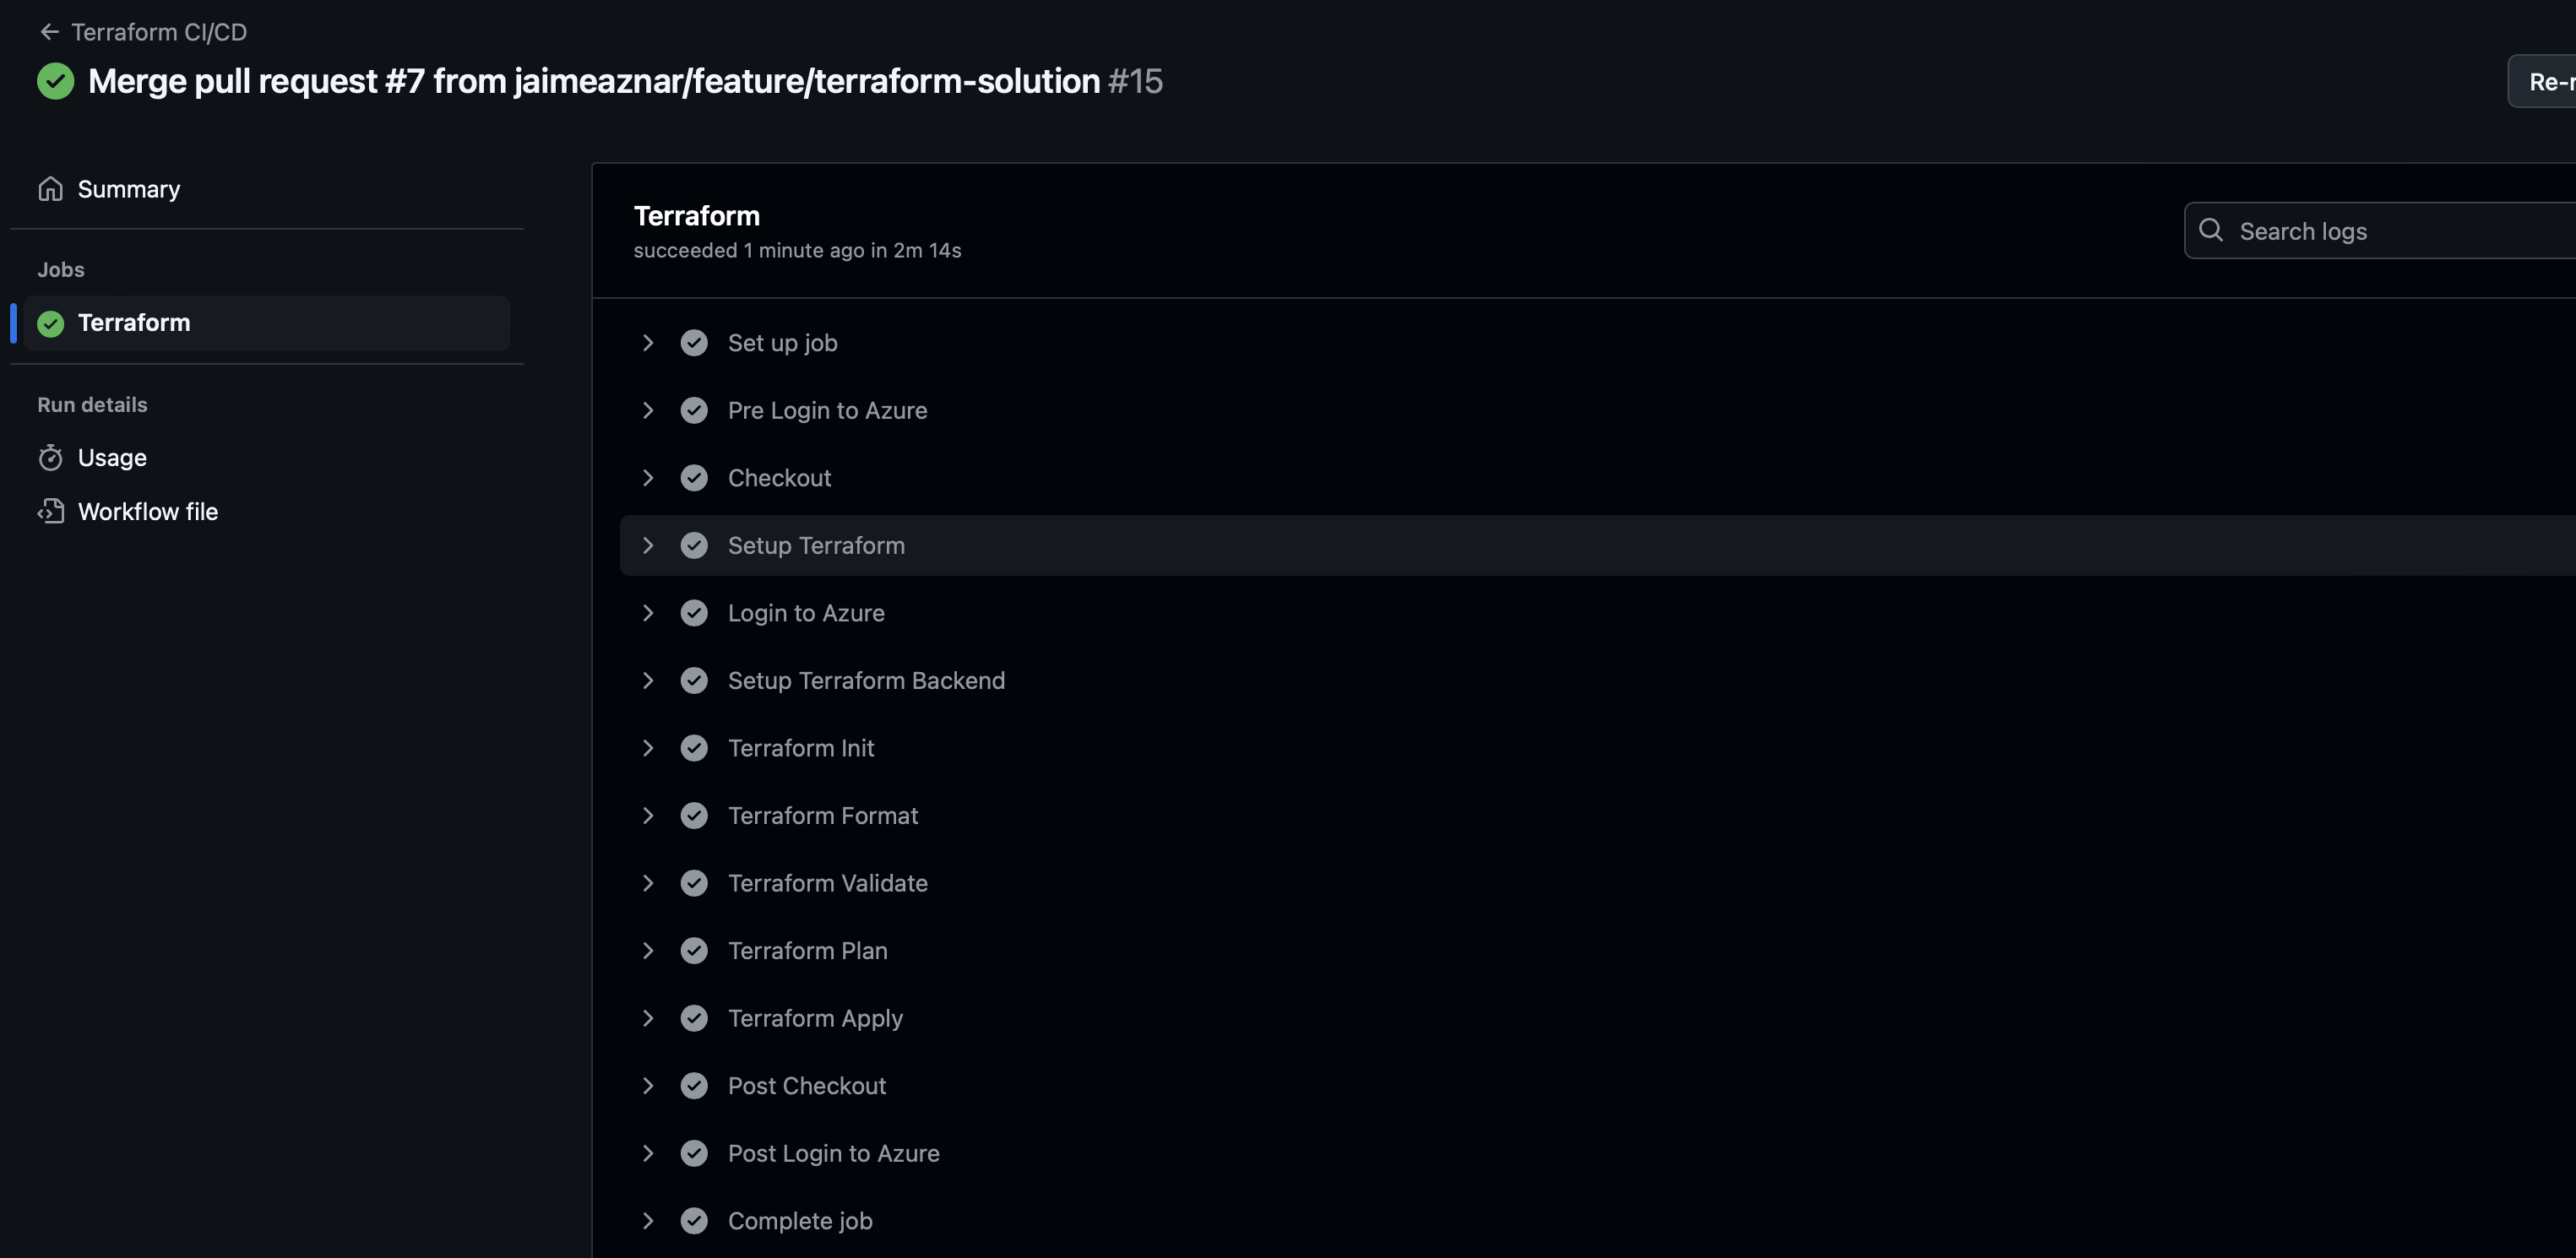 Terraform CI/CD
Merge pull request #7 from jaimeaznar/feature/terraform-solution #15
Re-r
Summary
Jobs
Terraform
Run details
Usage
Workflow file
Terraform
succeeded 1 minute ago in 2m 14s
Search logs
Set up job
Pre Login to Azure
Checkout
Setup Terraform
Login to Azure
Setup Terraform Backend
Terraform Init
Terraform Format
Terraform Validate
Terraform Plan
Terraform Apply
Post Checkout
Post Login to Azure
Complete job